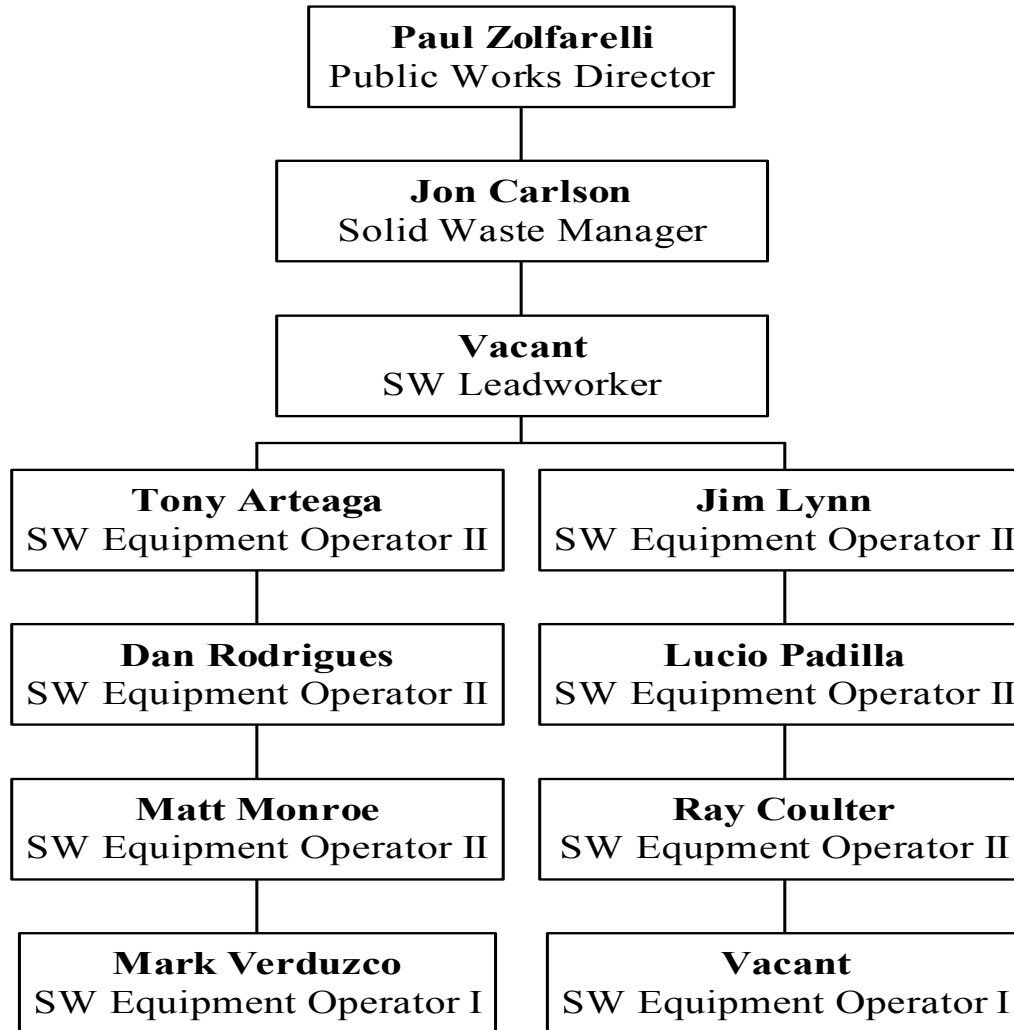 Paul Zolfarelli
Public Works Director
Jon Carlson
Solid Waste Manager
Vacant
SW Leadworker
Tony Arteaga
SW Equipment Operator II
Jim Lynn
SW Equipment Operator II
Dan Rodrigues
SW Equipment Operator II
Lucio Padilla
SW Equipment Operator II
Matt Monroe
SW Equipment Operator II
Ray Coulter
SW Equpment Operator II
Mark Verduzco
SW Equipment Operator I
Vacant
SW Equipment Operator I